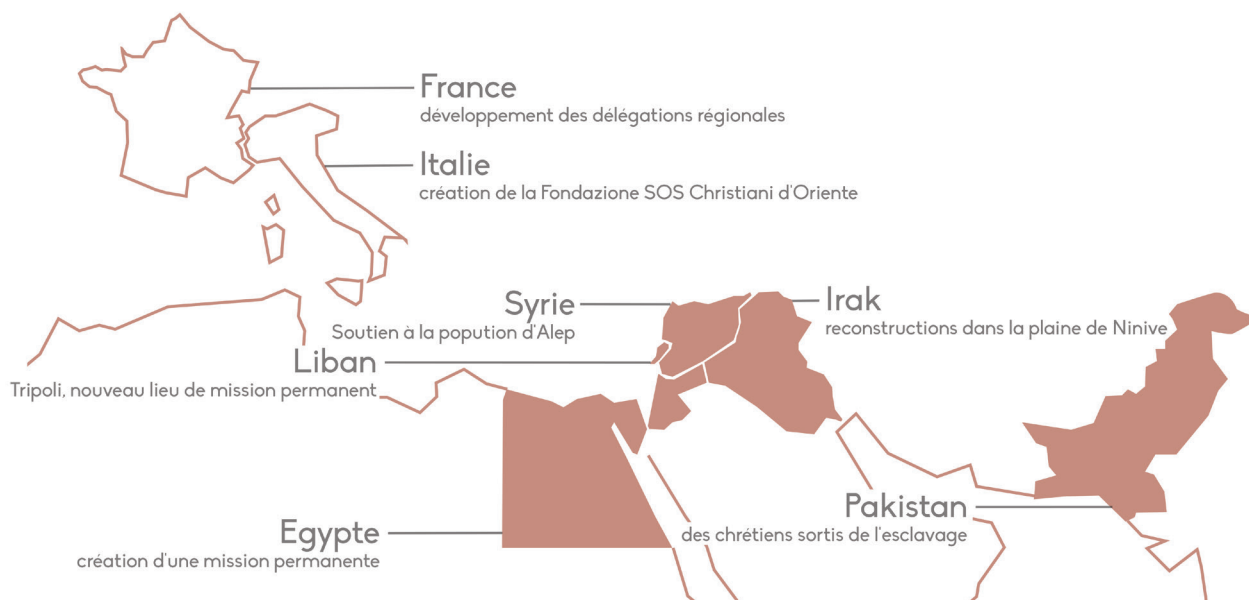 France
développement des délégations régionales
Italie
création de la Fondazione SOS Christiani d'Oriente
Syrie
Soutien à la popution d'Alep
Irak
reconstructions dans la plaine de Ninive
Liban
Tripoli, nouveau lieu de mission permanent
Pakistan
des chrétiens sortis de l'esclavage
Egypte
création d'une mission permanente